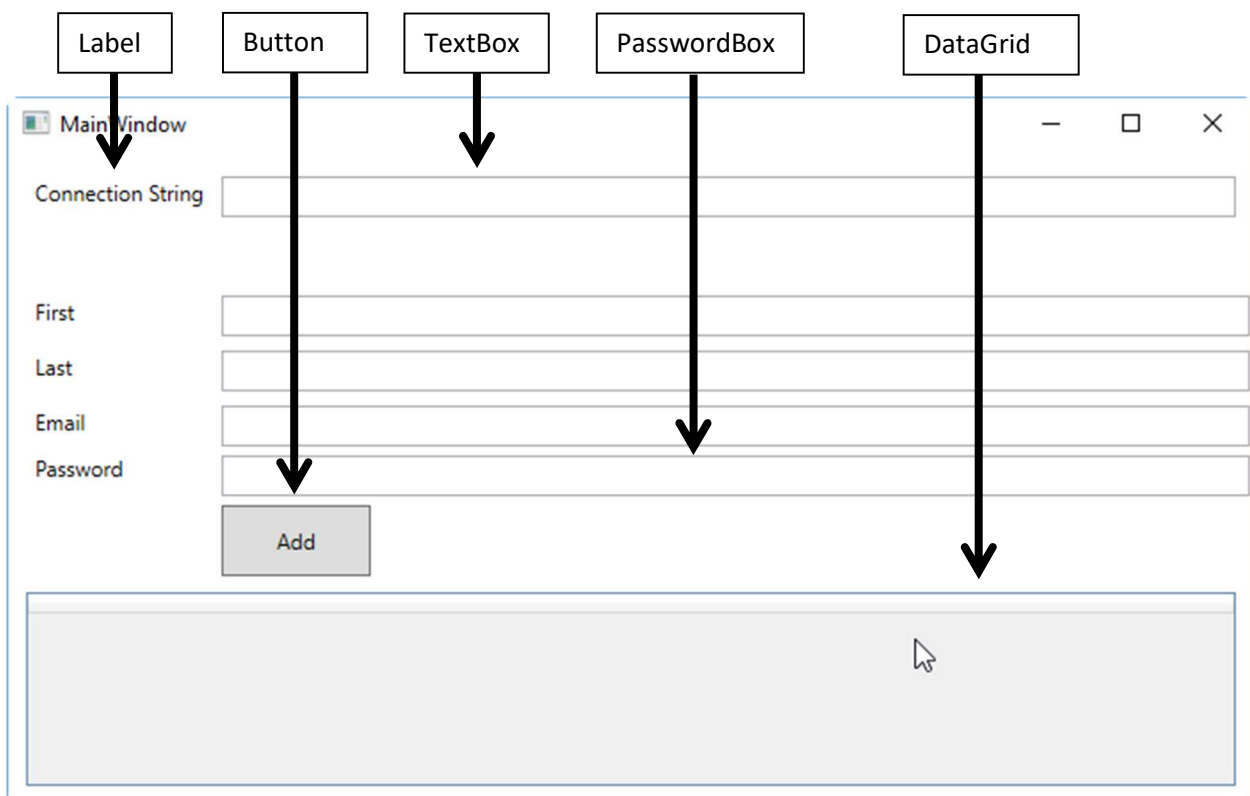 Label Button TextBox PasswordBox DataGrid
MainWindow
Connection String
First
Last
Email
Password
Add